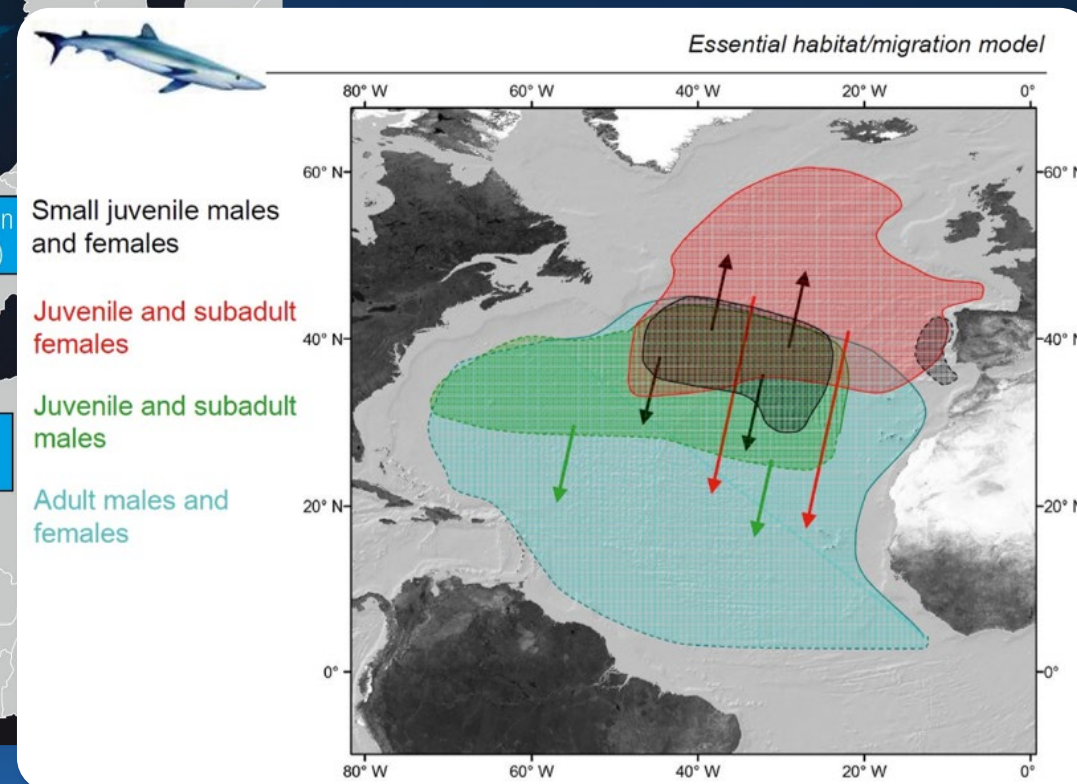 Essential habitat/migration model
80° W 60° W 40° W 20° W 0°
60° N
60° N
Small juvenile males
and females
Juvenile and subadult
females
40° N
40° N
Juvenile and subadult
males
Adult males and
females
20° N
20° N
0°
0°
80° W 60° W 40° W 20° W 0°